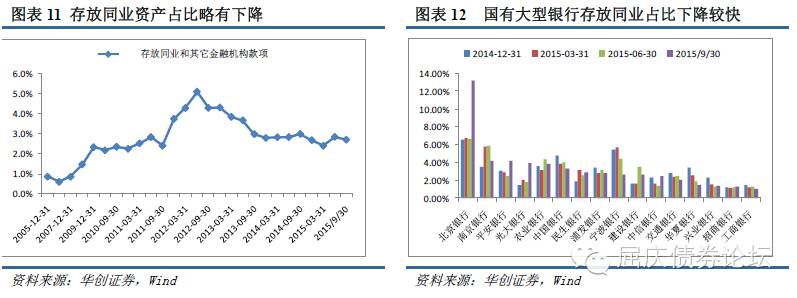 图表 11 存放同业资产占比略有下降
存放同业和其它金融机构款项
6.0%
5.0%
4.0%
3.0%
2.0%
1.0%
0.0%
2005-12-31
2007-12-31
2009-12-31
2010-09-30
2011-03-31
2011-09-30
2012-03-31
2012-09-30
2013-03-31
2013-09-30
2014-03-31
2014-09-30
2015-03-31
2015/9/30
资料来源：华创证券，Wind
图表 12 国有大型银行存放同业占比下降较快
2014-12-31 2015-03-31 2015-06-30 2015/9/30
14.00%
12.00%
10.00%
8.00%
6.00%
4.00%
2.00%
0.00%
北京银行
南京银行
平安银行
光大银行
农业银行
中国银行
民生银行
浦发银行
宁波银行
建设银行
中信银行
交通银行
华夏银行
兴业银行
招商银行
工商银行
资料来源：华创证券，Wind
屈庆债券论坛